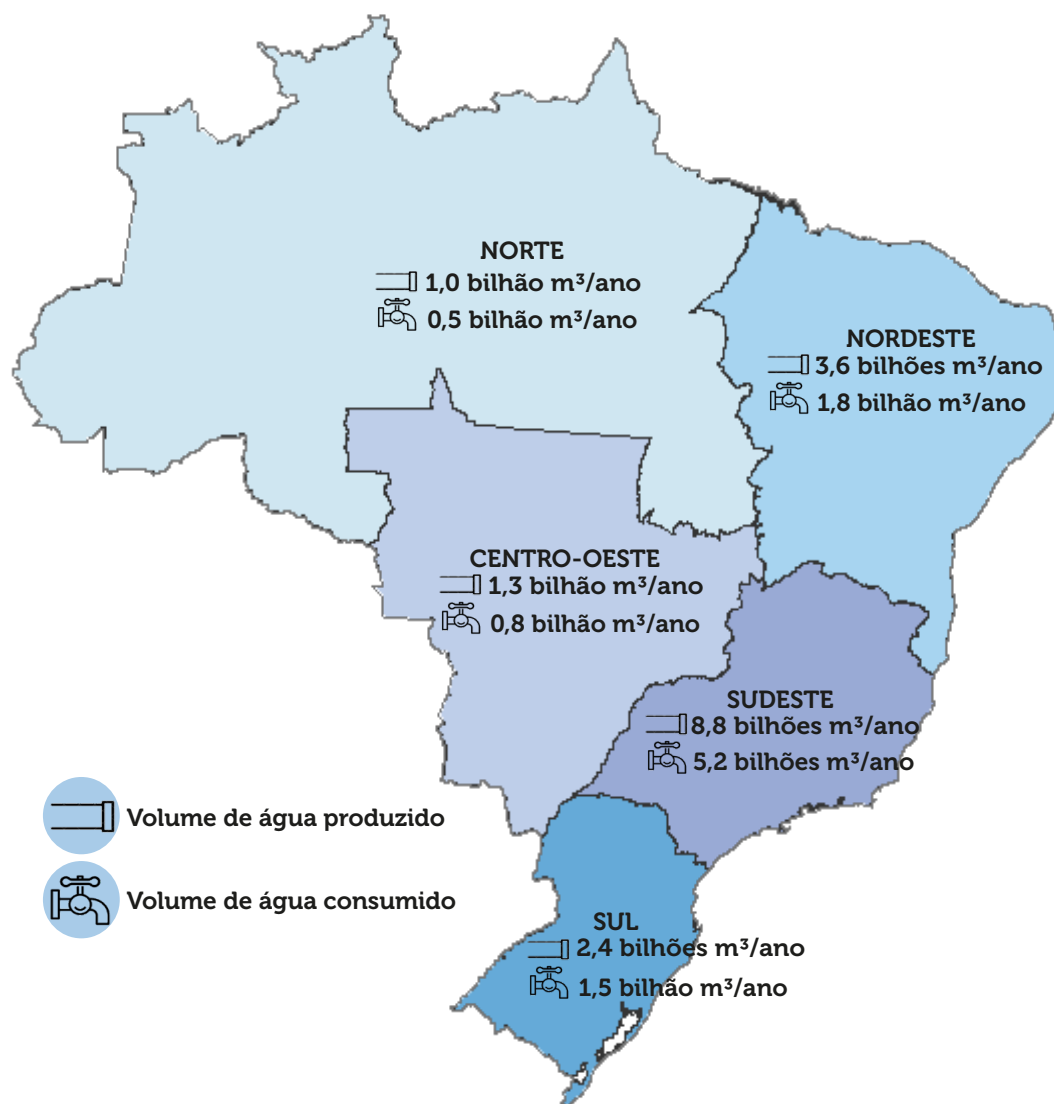 NORTE
1,0 bilhão m³/ano
0,5 bilhão m³/ano
NORDESTE
3,6 bilhões m³/ano
1,8 bilhão m³/ano
CENTRO-OESTE
1,3 bilhão m³/ano
0,8 bilhão m³/ano
SUDESTE
8,8 bilhões m³/ano
5,2 bilhões m³/ano
Volume de água produzido
Volume de água consumido
SUL
2,4 bilhões m³/ano
1,5 bilhão m³/ano